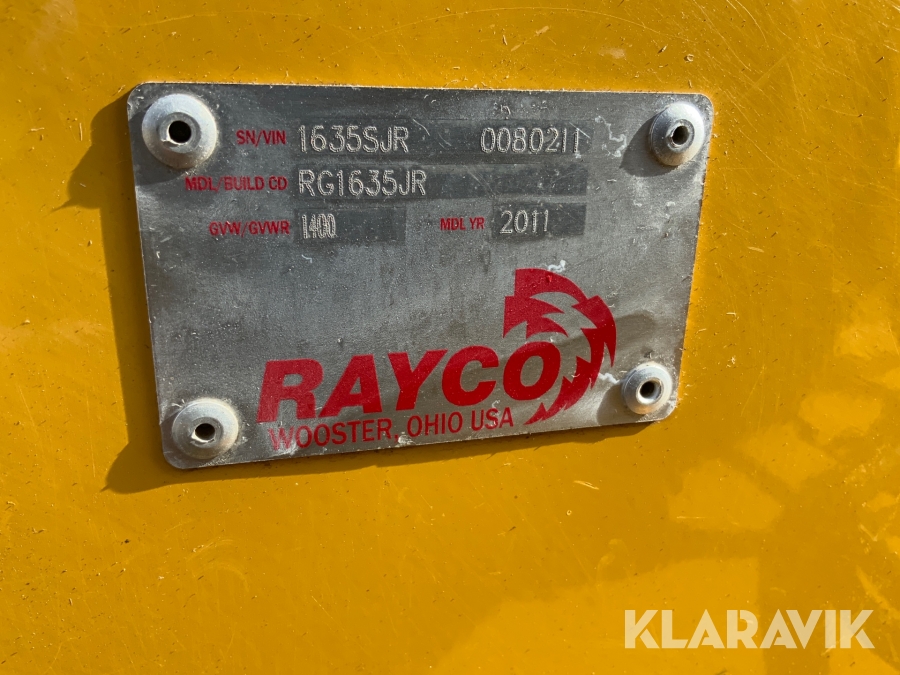 SN/VIN 1635SJR 0080211
MDL/BUILD CD RG1635JR
GVW/GVWR 1400 MDL YR 2011
RAYCO
WOOSTER, OHIO USA
KLARAVIK